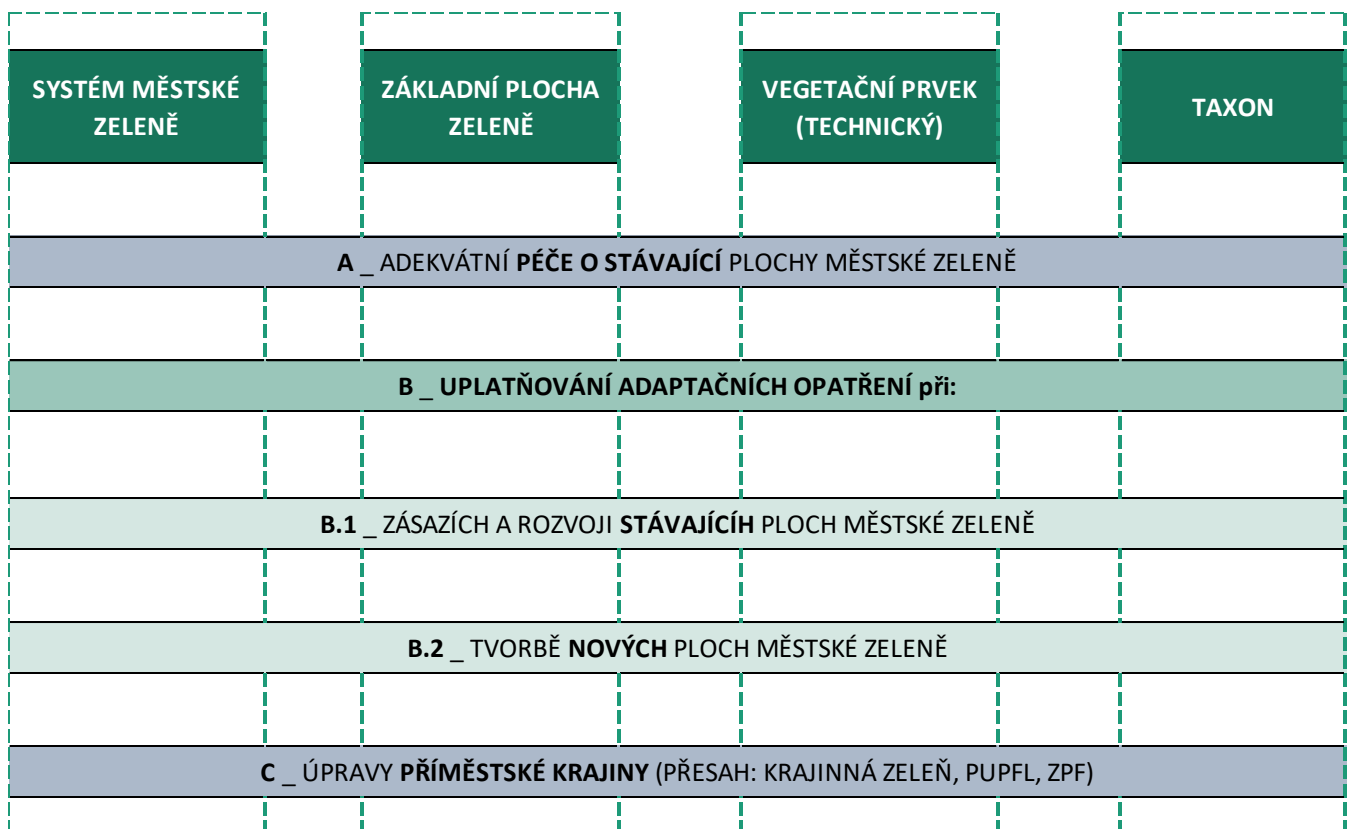 SYSTÉM MĚSTSKÉ
ZELENĚ
ZÁKLADNÍ PLOCHA
ZELENĚ
VEGETAČNÍ PRVEK
(TECHNICKÝ)
TAXON
A _ ADEKVÁTNÍ PÉČE O STÁVAJÍCÍ PLOCHY MĚSTSKÉ ZELENĚ
B _ UPLATŇOVÁNÍ ADAPTAČNÍCH OPATŘENÍ při:
B.1 _ ZÁSAZÍCH A ROZVOJI STÁVAJÍCÍH PLOCH MĚSTSKÉ ZELENĚ
B.2 _ TVORBĚ NOVÝCH PLOCH MĚSTSKÉ ZELENĚ
C _ ÚPRAVY PŘÍMĚSTSKÉ KRAJINY (PŘESAH: KRAJINNÁ ZELEŇ, PUPFL, ZPF)